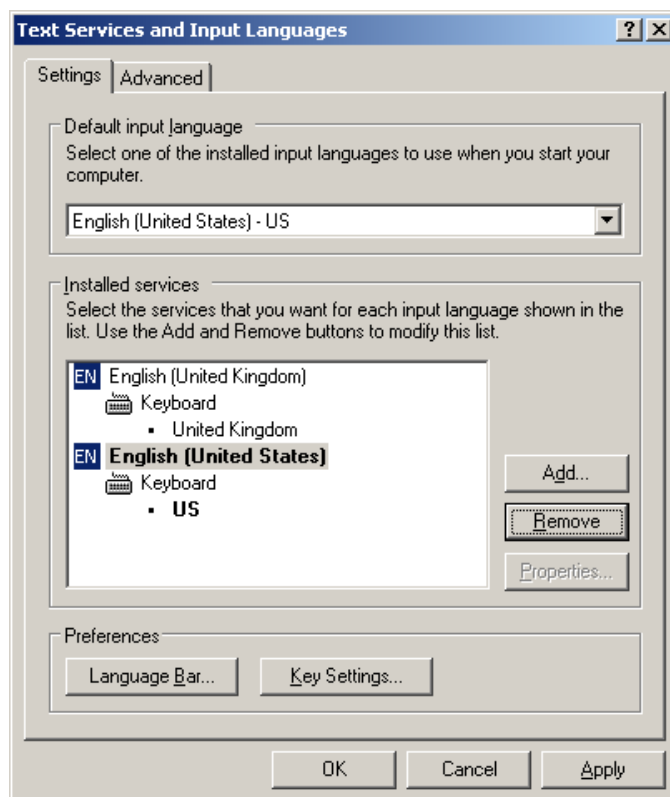 Text Services and Input Languages
Settings
Advanced
Default input language
Select one of the installed input languages to use when you start your
computer.
English (United States) - US
Installed services
Select the services that you want for each input language shown in the
list. Use the Add and Remove buttons to modify this list.
EN English (United Kingdom)
Keyboard
▪ United Kingdom
EN English (United States)
Keyboard
▪ US
Add...
Remove
Properties...
Preferences
Language Bar...
Key Settings...
OK
Cancel
Apply